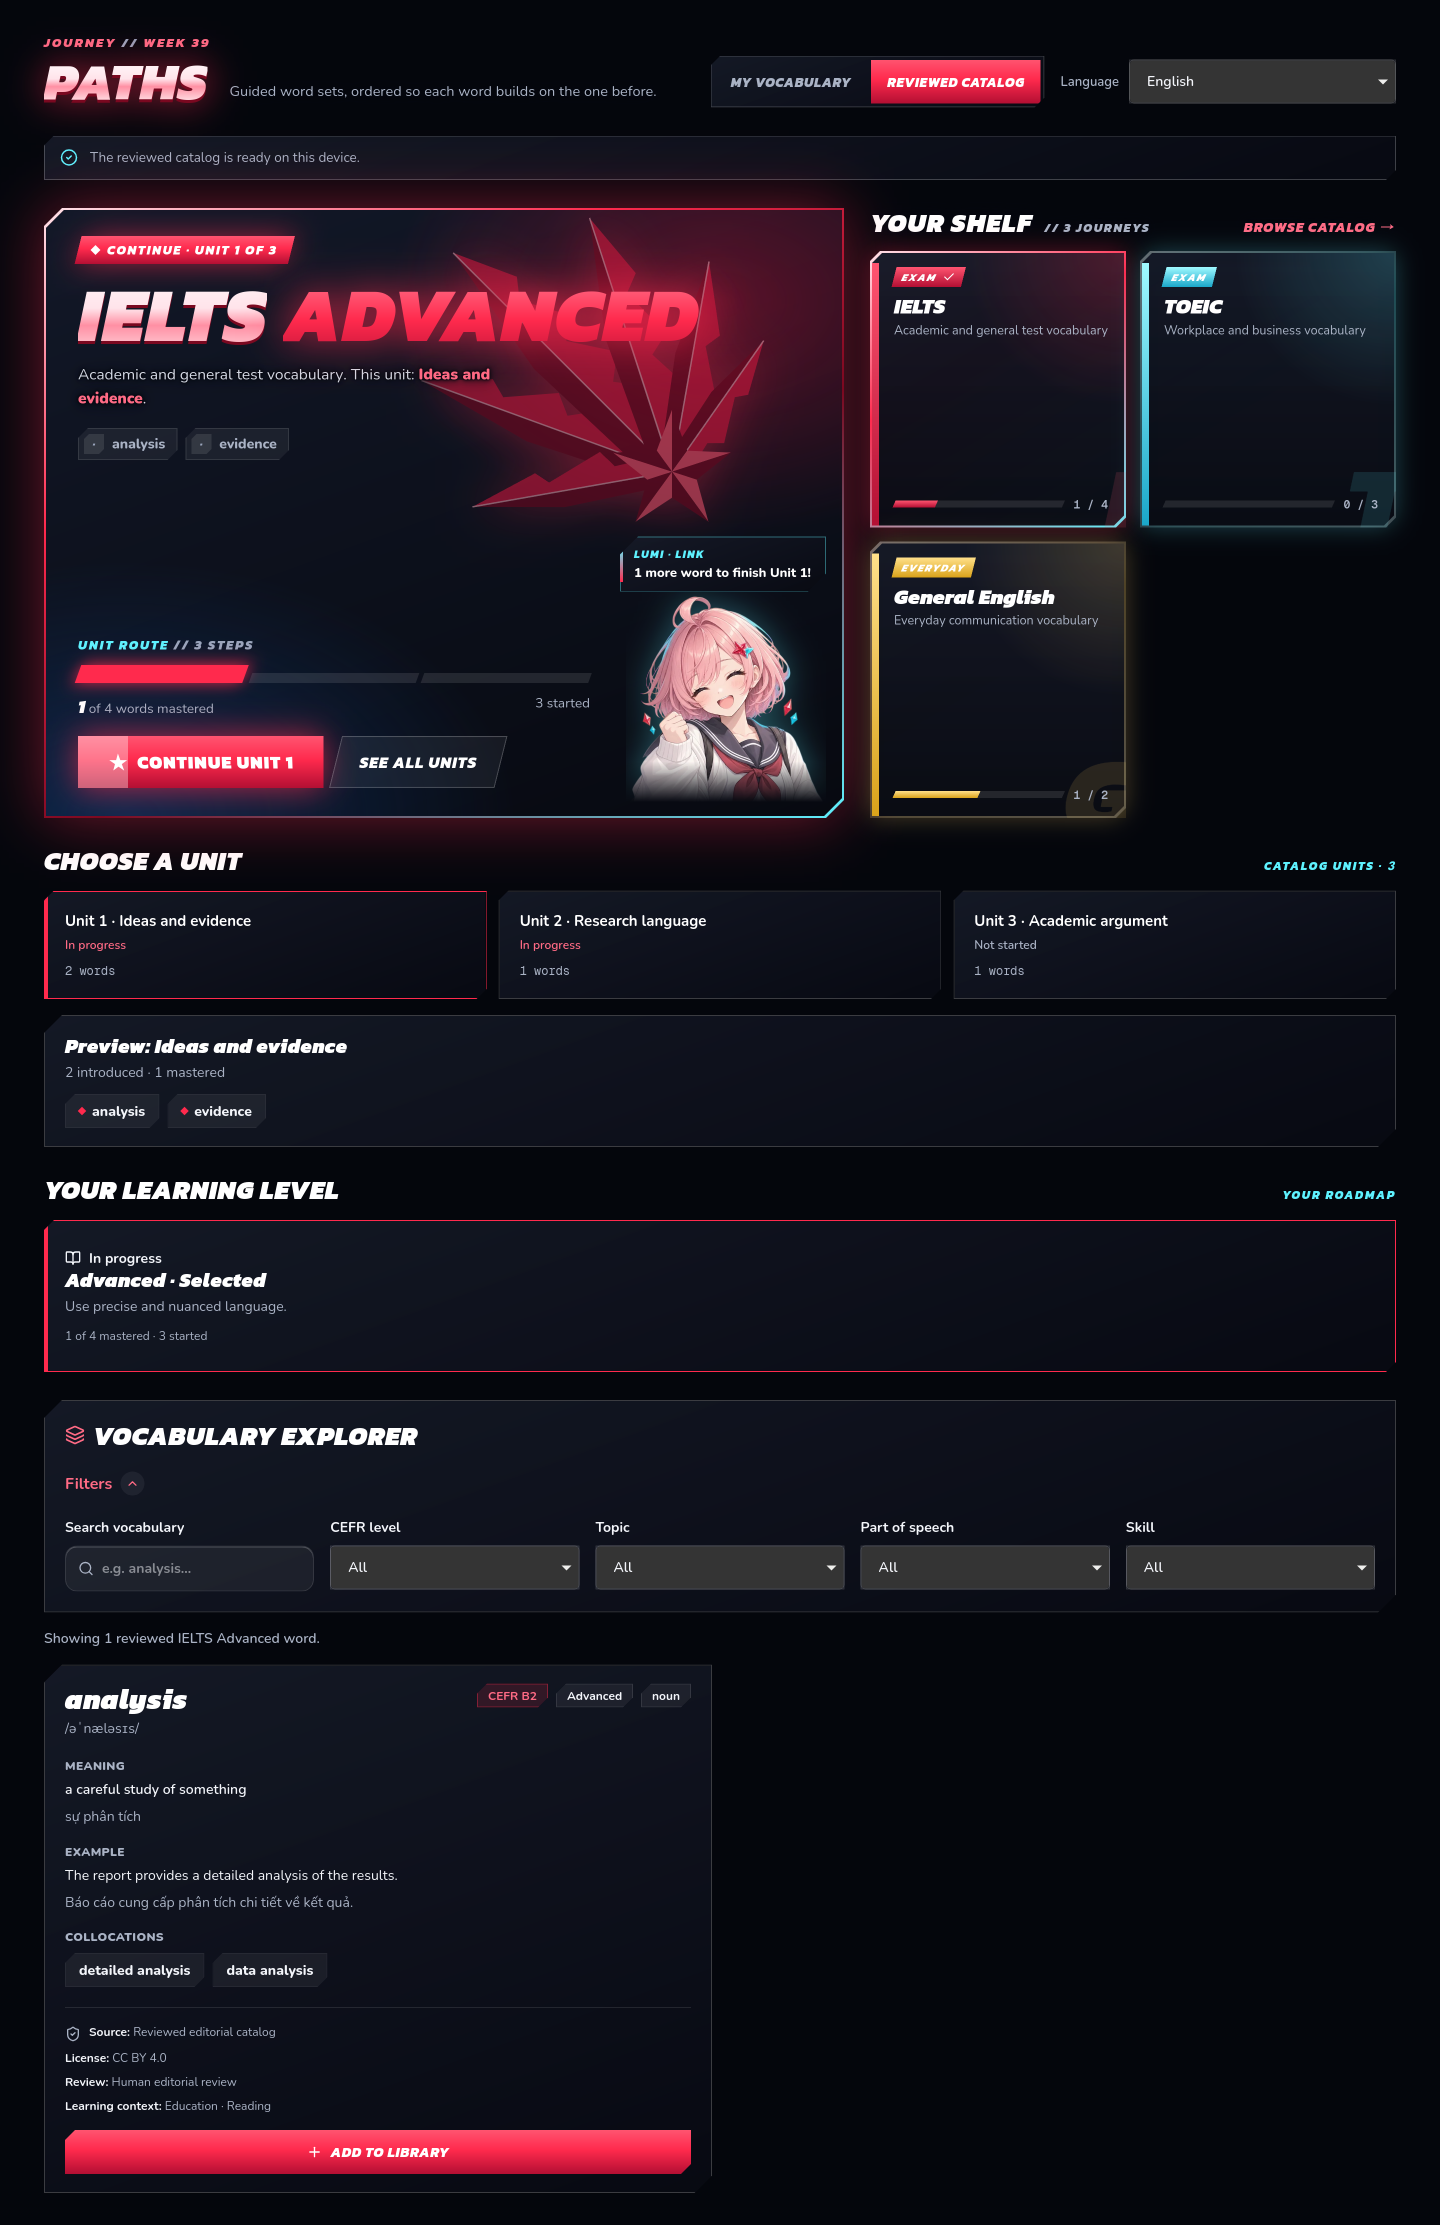 JOURNEY // WEEK 39
PATHS
Guided word sets, ordered so each word builds on the one before.
MY VOCABULARY
REVIEWED CATALOG
Language
English
The reviewed catalog is ready on this device.
◆ CONTINUE · UNIT 1 OF 3
IELTS ADVANCED
Academic and general test vocabulary. This unit: Ideas and
evidence.
· analysis
· evidence
LUMI · LINK
1 more word to finish Unit 1!
UNIT ROUTE // 3 STEPS
1 of 4 words mastered
3 started
★ CONTINUE UNIT 1
SEE ALL UNITS
YOUR SHELF // 3 JOURNEYS
BROWSE CATALOG →
EXAM ✓
IELTS
Academic and general test vocabulary
1 / 4
EXAM
TOEIC
Workplace and business vocabulary
0 / 3
EVERYDAY
General English
Everyday communication vocabulary
1 / 2
CHOOSE A UNIT
CATALOG UNITS · 3
Unit 1 · Ideas and evidence
In progress
2 words
Unit 2 · Research language
In progress
1 words
Unit 3 · Academic argument
Not started
1 words
Preview: Ideas and evidence
2 introduced · 1 mastered
◆ analysis
◆ evidence
YOUR LEARNING LEVEL
YOUR ROADMAP
In progress
Advanced · Selected
Use precise and nuanced language.
1 of 4 mastered · 3 started
VOCABULARY EXPLORER
Filters
Search vocabulary
e.g. analysis...
CEFR level
All
Topic
All
Part of speech
All
Skill
All
Showing 1 reviewed IELTS Advanced word.
analysis
CEFR B2
Advanced
noun
/əˈnæləsɪs/
MEANING
a careful study of something
sự phân tích
EXAMPLE
The report provides a detailed analysis of the results.
Báo cáo cung cấp phân tích chi tiết về kết quả.
COLLOCATIONS
detailed analysis
data analysis
Source: Reviewed editorial catalog
License: CC BY 4.0
Review: Human editorial review
Learning context: Education · Reading
+ ADD TO LIBRARY